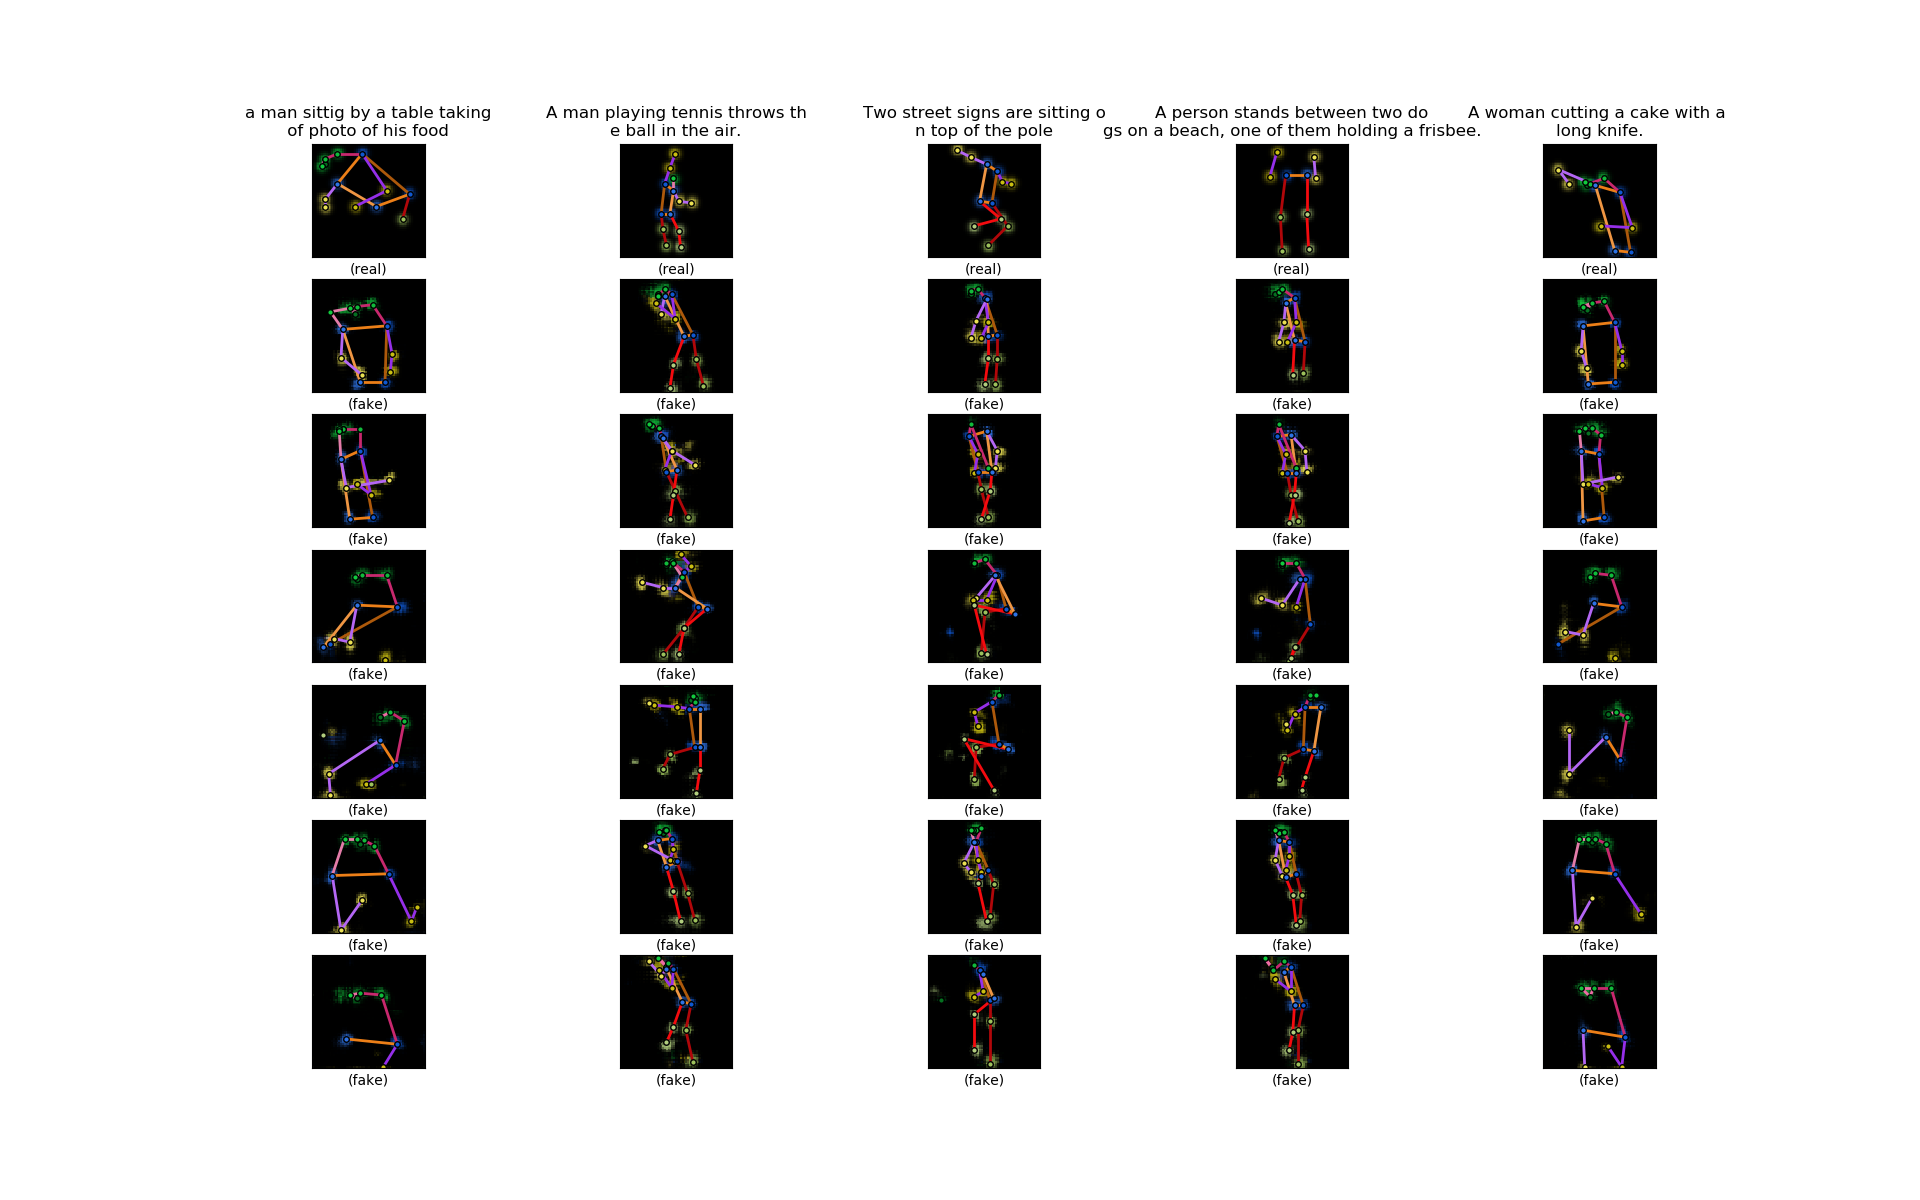 a man sittig by a table taking
of photo of his food
A man playing tennis throws th
e ball in the air.
Two street signs are sitting o
n top of the pole
A person stands between two do
gs on a beach, one of them holding a frisbee.
A woman cutting a cake with a
long knife.
(real) (real) (real) (real) (real)
(fake) (fake) (fake) (fake) (fake)
(fake) (fake) (fake) (fake) (fake)
(fake) (fake) (fake) (fake) (fake)
(fake) (fake) (fake) (fake) (fake)
(fake) (fake) (fake) (fake) (fake)
(fake) (fake) (fake) (fake) (fake)